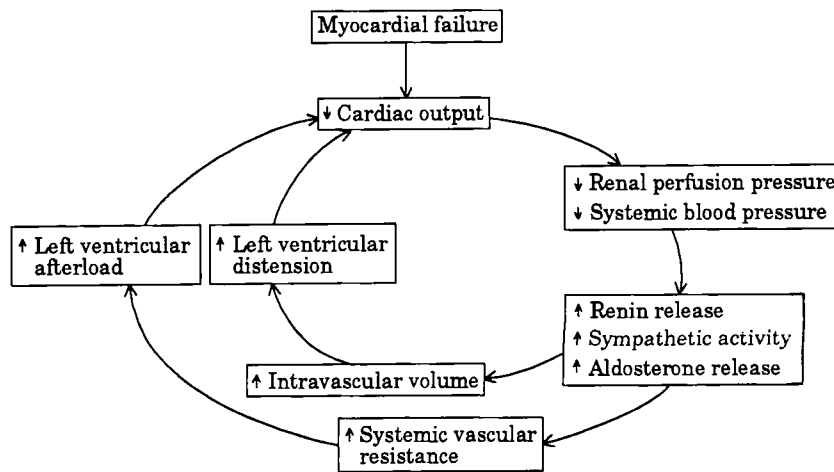 Myocardial failure
↓ Cardiac output
↓ Renal perfusion pressure
↓ Systemic blood pressure
↑ Left ventricular
afterload
↑ Left ventricular
distension
↑ Renin release
↑ Sympathetic activity
↑ Aldosterone release
↑ Intravascular volume
↑ Systemic vascular
resistance